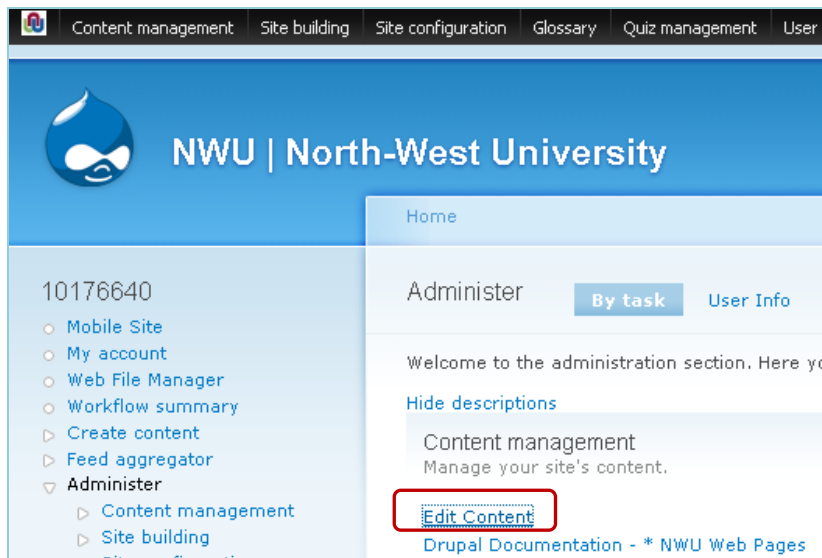 Content management Site building Site configuration Glossary Quiz management User
NWU | North-West University
Home
10176640
Mobile Site
My account
Web File Manager
Workflow summary
Create content
Feed aggregator
Administer
Content management
Site building
Administer By task User Info
Welcome to the administration section. Here
Hide descriptions
Content management
Manage your site's content.
Edit Content
Drupal Documentation - * NWU Web Pages